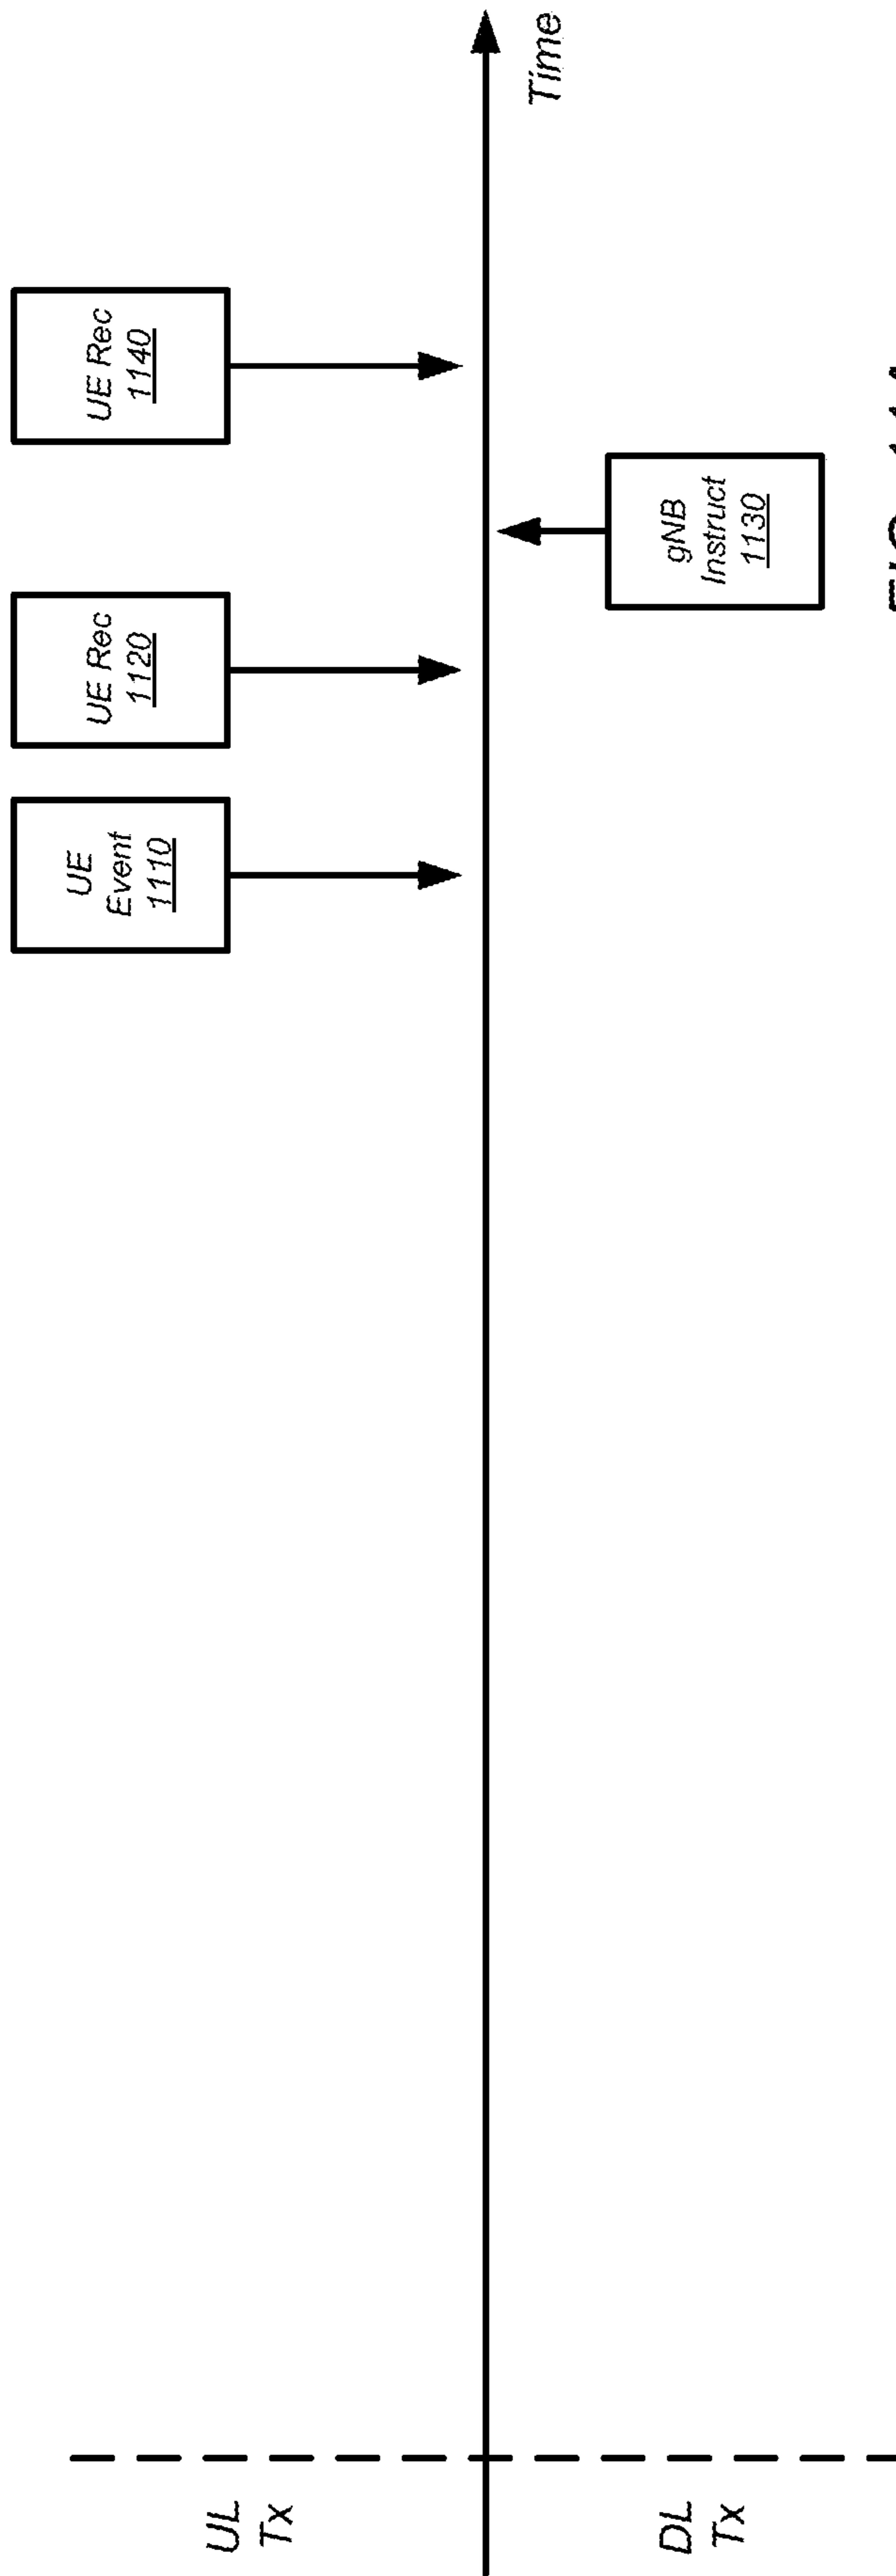 UL
Tx
UE
Event
1110
UE Rec
1120
UE Rec
1140
Time
DL
Tx
gNB
Instruct
1130